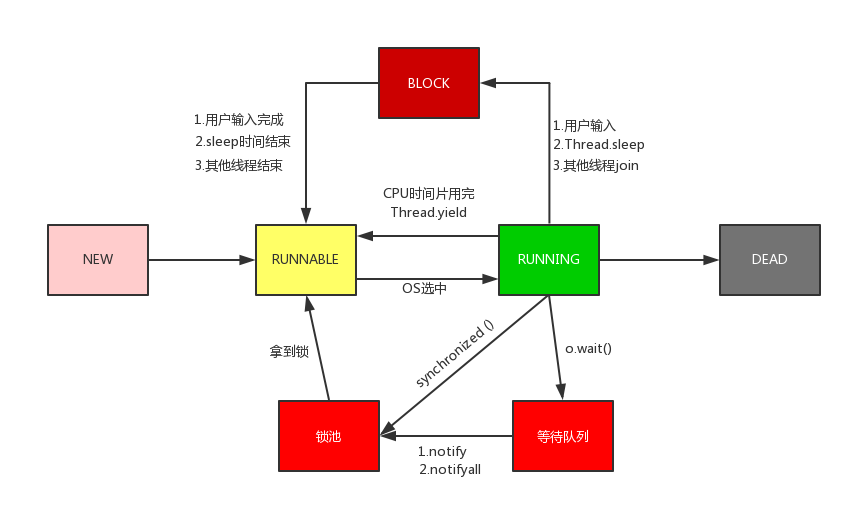 BLOCK
1.用户输入完成
2.sleep时间结束
3.其他线程结束
1.用户输入
2.Thread.sleep
3.其他线程join
CPU时间片用完
Thread.yield
NEW
RUNNABLE
RUNNING
DEAD
OS选中
拿到锁
synchronized ()
o.wait()
锁池
等待队列
1.notify
2.notifyall